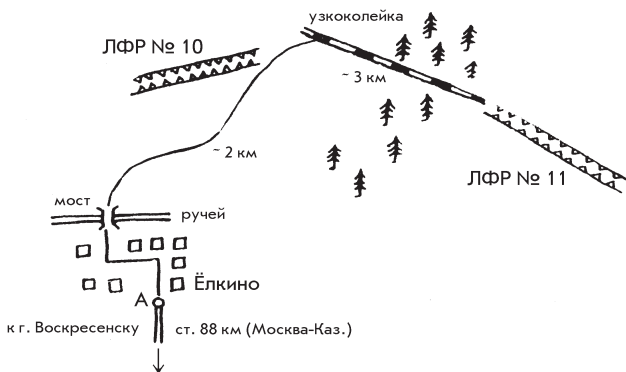 узкоколейка
ЛФР № 10
~ 3 км
~ 2 км
ЛФР № 11
мост
ручей
Ёлкино
А
к г. Воскресенску ст. 88 км (Москва-Каз.)